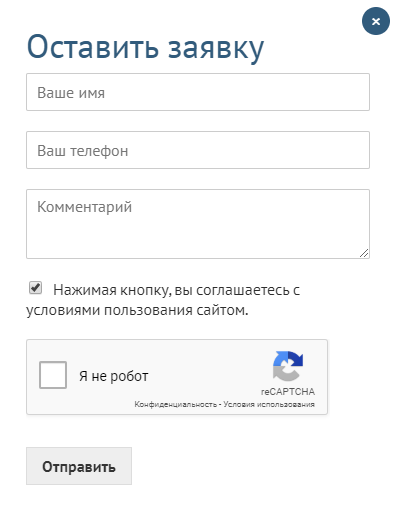 Оставить заявку
Ваше имя
Ваш телефон
Комментарий
Нажимая кнопку, вы соглашаетесь с
условиями пользования сайтом.
Я не робот
reCAPTCHA
Конфиденциальность - Условия использования
Отправить